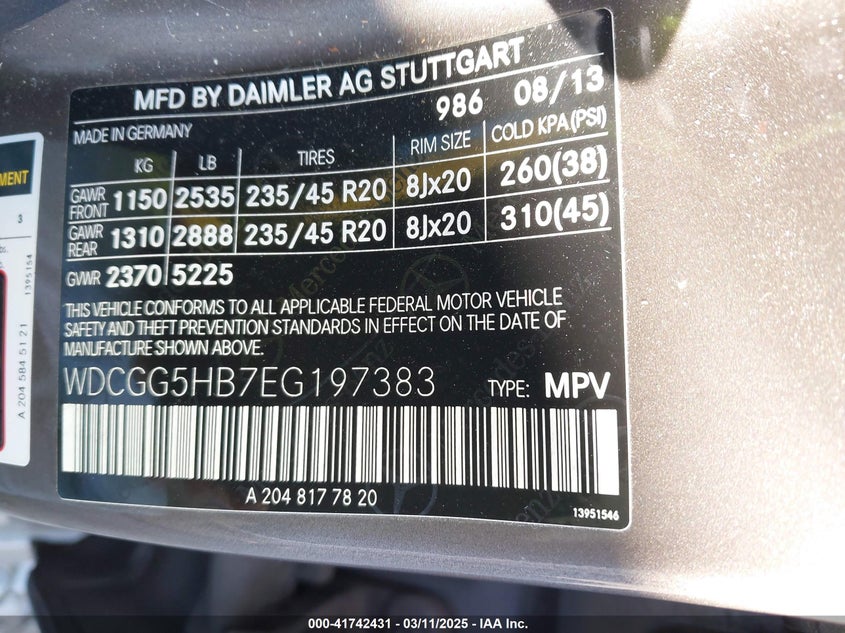 MFD BY DAIMLER AG STUTTGART
986 08/13
MADE IN GERMANY
KG LB TIRES RIM SIZE COLD KPA(PSI)
GAWR FRONT 1150 2535 235/45 R20 8Jx20 260(38)
GAWR REAR 1310 2888 235/45 R20 8Jx20 310(45)
GVWR 2370 5225
THIS VEHICLE CONFORMS TO ALL APPLICABLE FEDERAL MOTOR VEHICLE
SAFETY AND THEFT PREVENTION STANDARDS IN EFFECT ON THE DATE OF
MANUFACTURE SHOWN ABOVE.
WDCGG5HB7EG197383 TYPE: MPV
A 204 817 78 20
13951546
MENT
3
lbs.
1395154
A 204 584 51 21
000-41742431 - 03/11/2025 - IAA Inc.